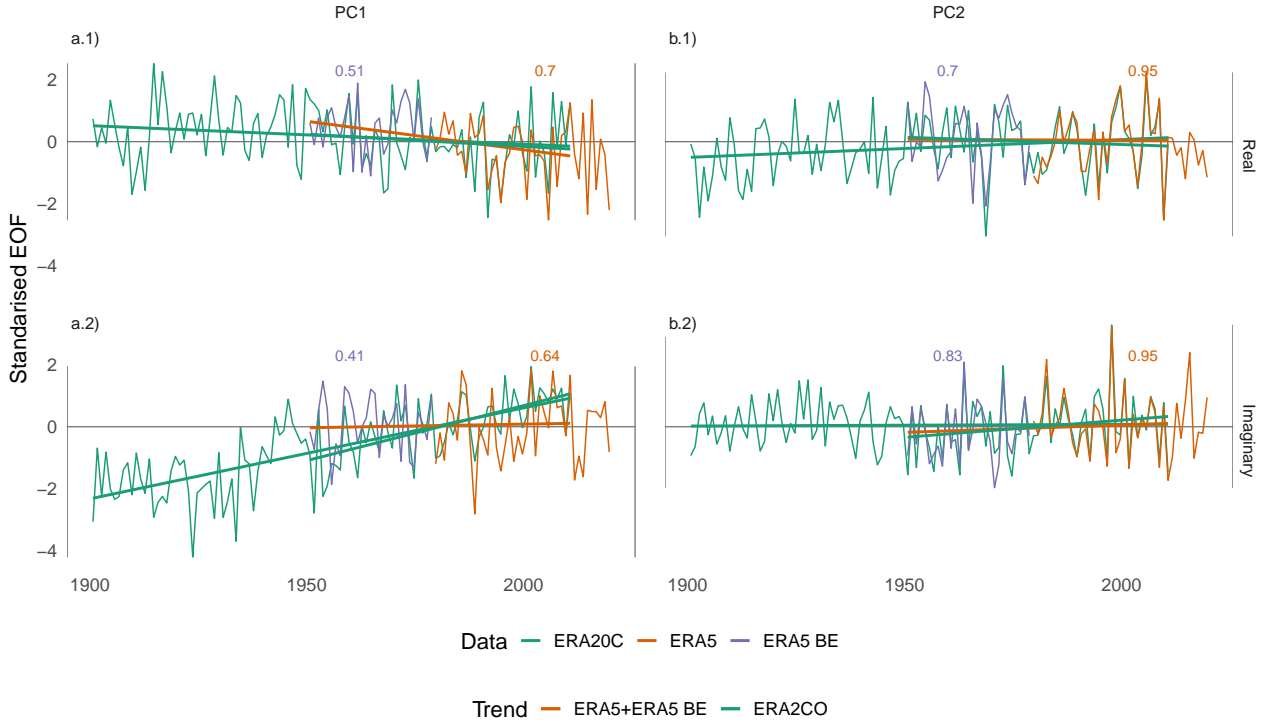 PC1
PC2
a.1)
b.1)
0.51
0.7
0.7
0.95
2
0
−2
−4
Real
Standarised EOF
a.2)
b.2)
0.41
0.64
0.83
0.95
2
0
−2
−4
Imaginary
1900
1950
2000
1900
1950
2000
Data ERA20C ERA5 ERA5 BE
Trend ERA5+ERA5 BE ERA2CO